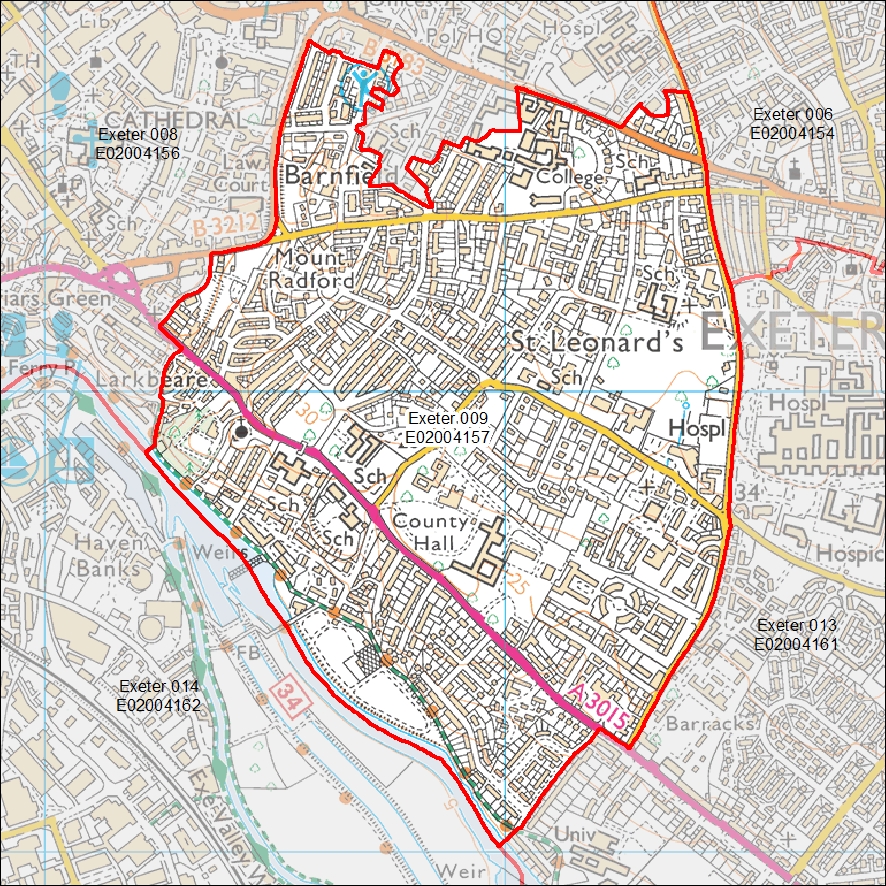 Offices
Liby
B 3183
Pol HQ
Hospl
TH
CATHEDRAL
Exeter 008
E02004156
Exeter 006
E02004154
Sch
Law
Court
Barnfield
College
Sch
Sch
B 3212
Mount
Radford
Sch
Friars Green
St Leonard's
EXETER
Ferry P
Larkbeare
Sch
30
Exeter 009
E02004157
Hospl
Hospl
Sch
34
Sch
Sch
County
Hall
Haven
Banks
Weirs
Hospice
25
Exeter 013
E02004161
FB
Exeter 014
E02004162
34
A 3015
Barracks
Exe Valley
9
Univ
Weir